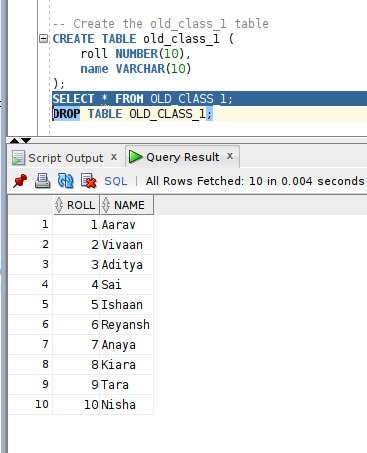 -- Create the old_class_1 table
CREATE TABLE old_class_1 (
roll NUMBER(10),
name VARCHAR(10)
);
SELECT * FROM OLD_ClASS_1;
DROP TABLE OLD_ClASS_1;
Script Output x Query Result x
SQL | All Rows Fetched: 10 in 0.004 seconds
ROLL NAME
1 1 Aarav
2 2 Vivaan
3 3 Aditya
4 4 Sai
5 5 Ishaan
6 6 Reyansh
7 7 Anaya
8 8 Kiara
9 9 Tara
10 10 Nisha